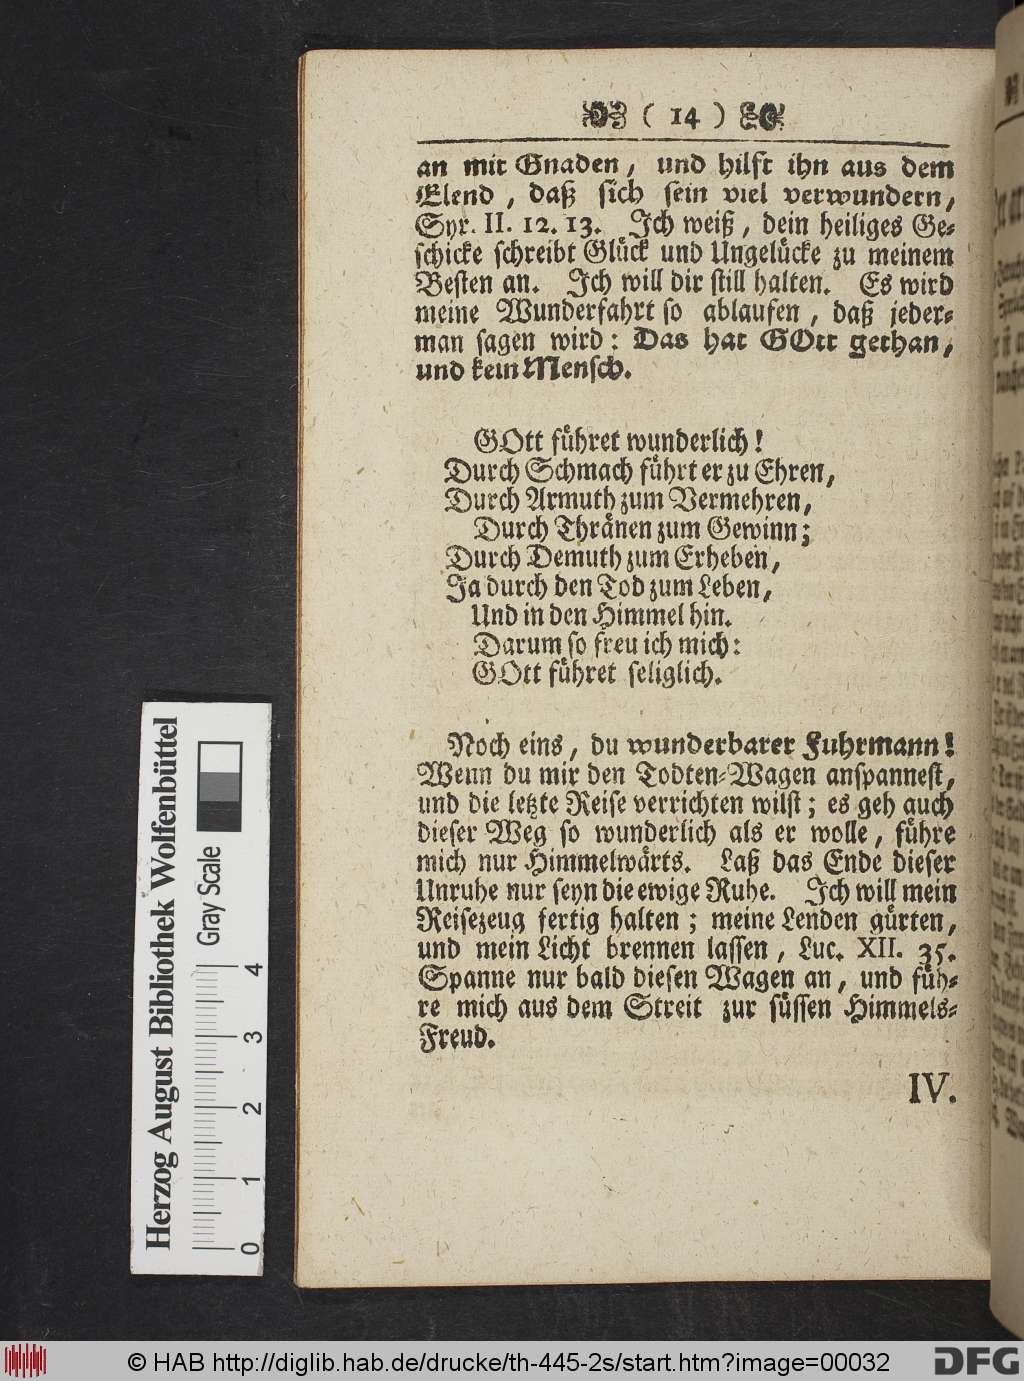 ( 14 )
an mit Gnaden, und hilft ihn aus dem
Elend, daß sich sein viel verwundern,
Syr. II. 12. 13. Ich weiß, dein heiliges Ge-
schicke schreibt Glück und Ungelücke zu meinem
Besten an. Ich will dir still halten. Es wird
meine Wunderfahrt so ablaufen, daß jeder-
man sagen wird: Das hat GOtt gethan,
und kein Mensch.
GOtt führet wunderlich!
Durch Schmach führt er zu Ehren,
Durch Armuth zum Vermehren,
Durch Thränen zum Gewinn;
Durch Demuth zum Erheben,
Ja durch den Tod zum Leben,
Und in den Himmel hin.
Darum so freu ich mich:
GOtt führet seliglich.
Noch eins, du wunderbarer Fuhrmann!
Wenn du mir den Todten-Wagen anspannest,
und die letzte Reise verrichten wilst; es geh auch
dieser Weg so wunderlich als er wolle, führe
mich nur Himmelwärts. Laß das Ende dieser
Unruhe nur seyn die ewige Ruhe. Ich will mein
Reisezeug fertig halten; meine Lenden gürten,
und mein Licht brennen lassen, Luc. XII. 35.
Spanne nur bald diesen Wagen an, und füh-
re mich aus dem Streit zur süssen Himmels-
Freud.
IV.
Herzog August Bibliothek Wolfenbüttel
Gray Scale
0 1 2 3 4
© HAB http://diglib.hab.de/drucke/th-445-2s/start.htm?image=00032
DFG